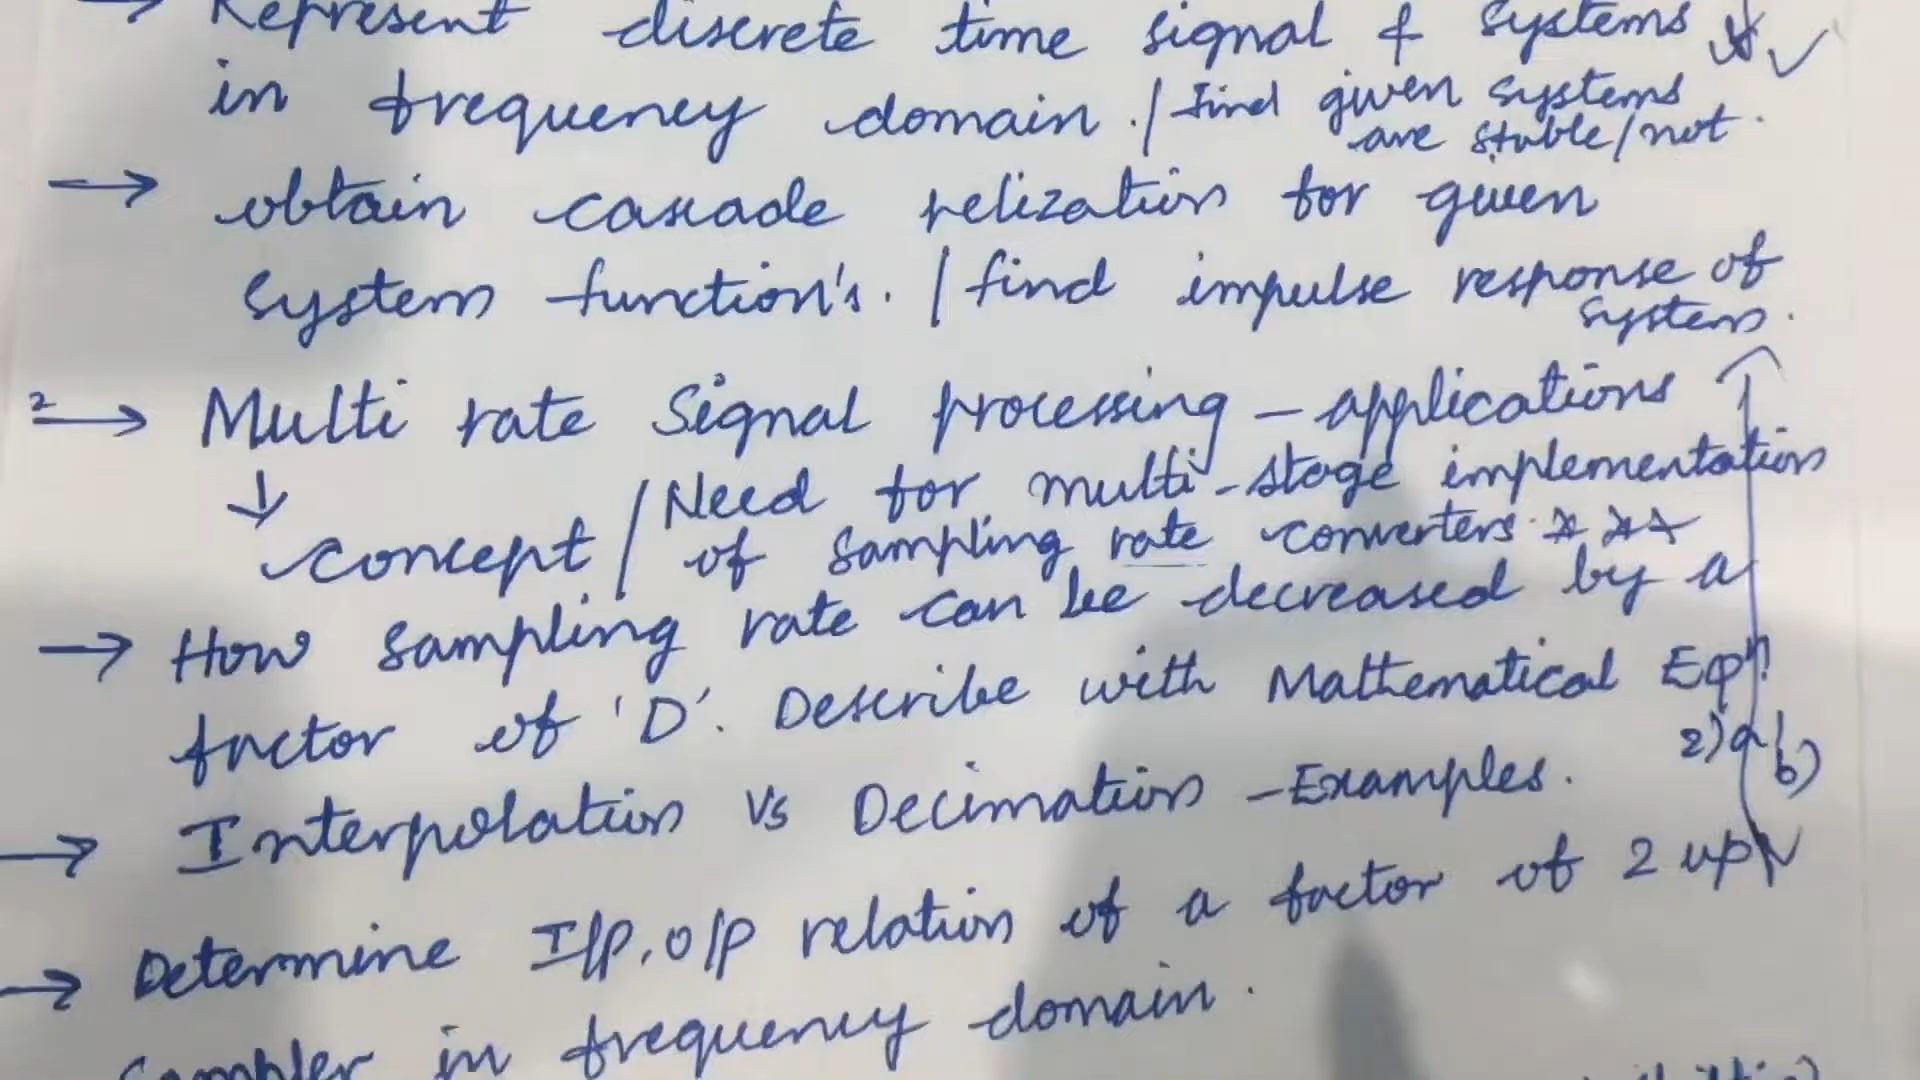 → Represent discrete time signal & systems
in frequency domain. / Find given systems
are stable/not.
→ obtain cascade relization for given
system function's. / find impulse response of
system.
2 → Multi rate Signal processing - applications
↓ concept / Need for multi-stage implementation
of sampling rate converters. ***
→ How sampling rate can be decreased by a
factor of 'D'. Describe with Mathematical Eqn?
2) a) b)
→ Interpolation Vs Decimation - Examples.
→ Determine I/p, o/p relation of a factor of 2 up
Sampler in frequency domain.